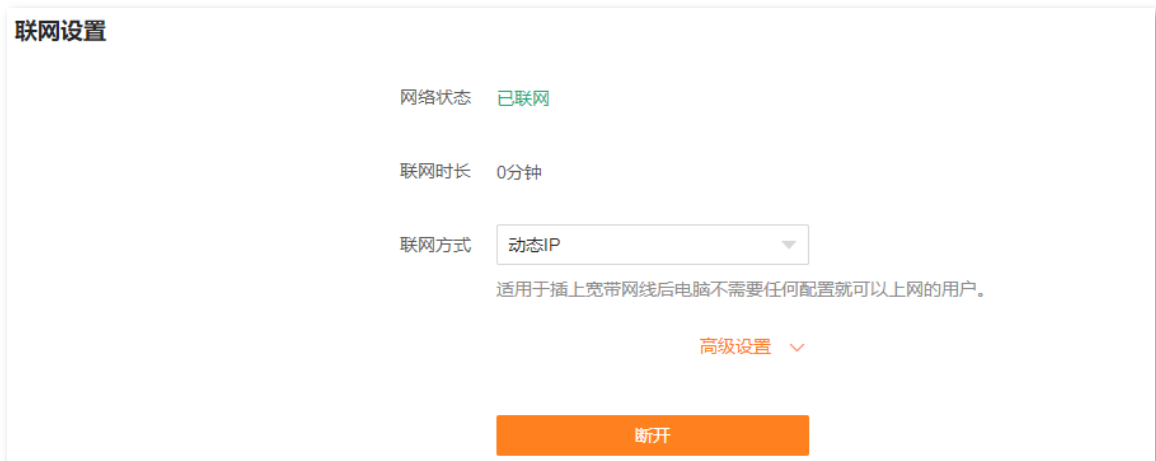 联网设置
网络状态 已联网
联网时长 0分钟
联网方式 动态IP
适用于插上宽带网线后电脑不需要任何配置就可以上网的用户。
高级设置
断开